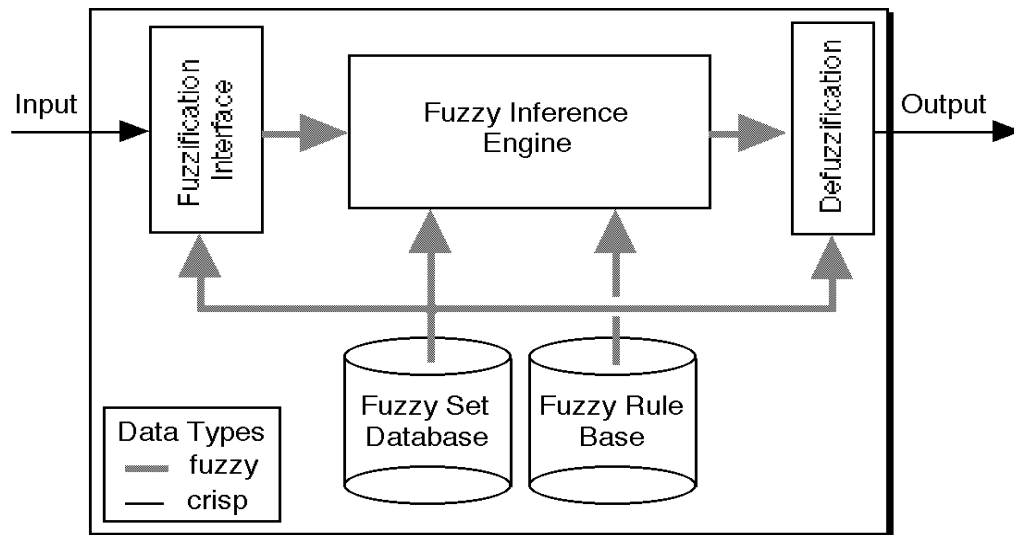 Input
Fuzzification
Interface
Fuzzy Inference
Engine
Defuzzification
Output
Fuzzy Set
Database
Fuzzy Rule
Base
Data Types
fuzzy
crisp